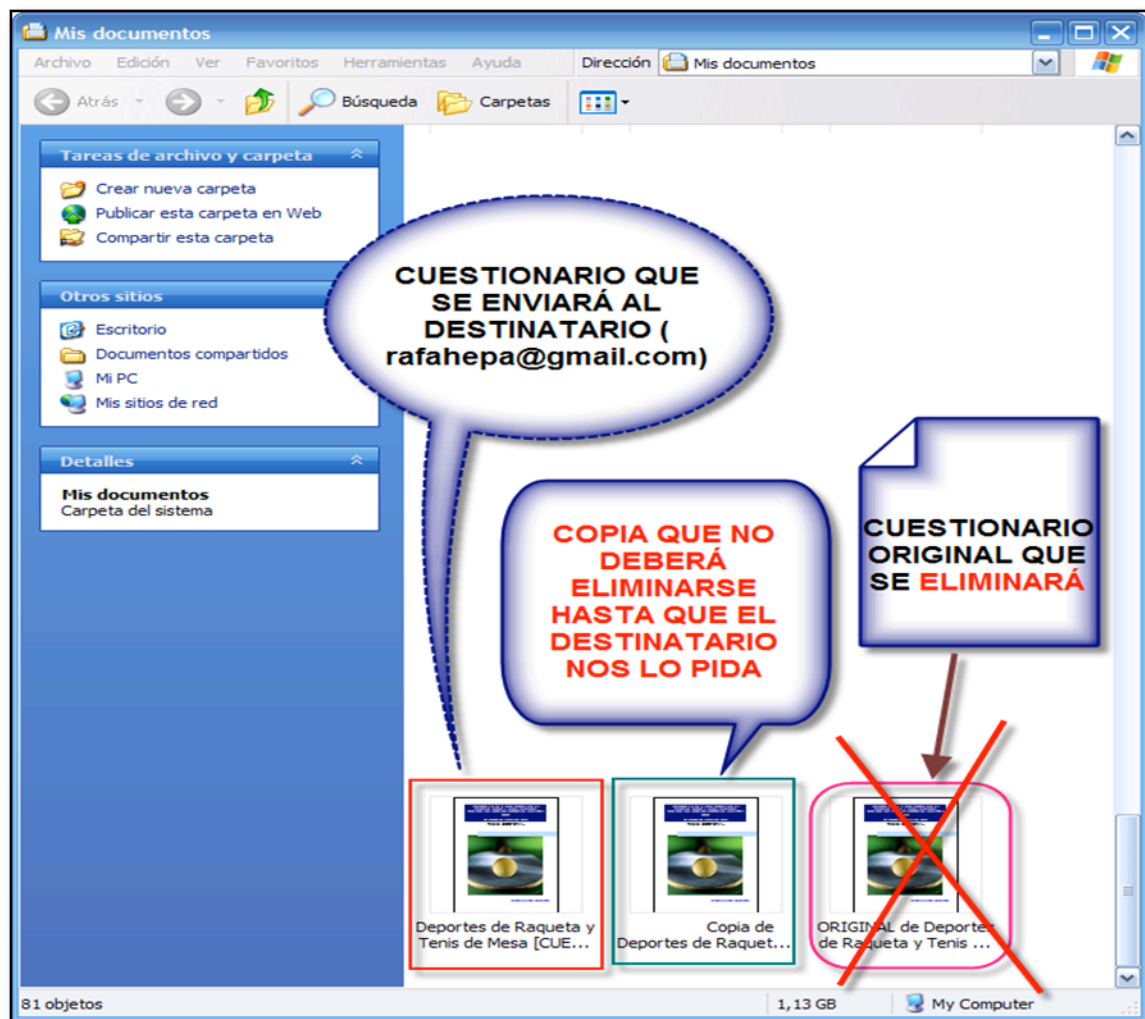 Mis documentos
Archivo Edición Ver Favoritos Herramientas Ayuda Dirección Mis documentos
Atrás Búsqueda Carpetas
Tareas de archivo y carpeta
Crear nueva carpeta
Publicar esta carpeta en Web
Compartir esta carpeta
Otros sitios
Escritorio
Documentos compartidos
Mi PC
Mis sitios de red
Detalles
Mis documentos
Carpeta del sistema
CUESTIONARIO QUE
SE ENVIARÁ AL
DESTINATARIO (
rafahepa@gmail.com)
COPIA QUE NO
DEBERÁ
ELIMINARSE
HASTA QUE EL
DESTINATARIO
NOS LO PIDA
CUESTIONARIO
ORIGINAL QUE
SE ELIMINARÁ
Deportes de Raqueta y
Tenis de Mesa [CUE...
Copia de
Deportes de Raquet...
ORIGINAL de Deportes
de Raqueta y Tenis ...
81 objetos 1,13 GB My Computer